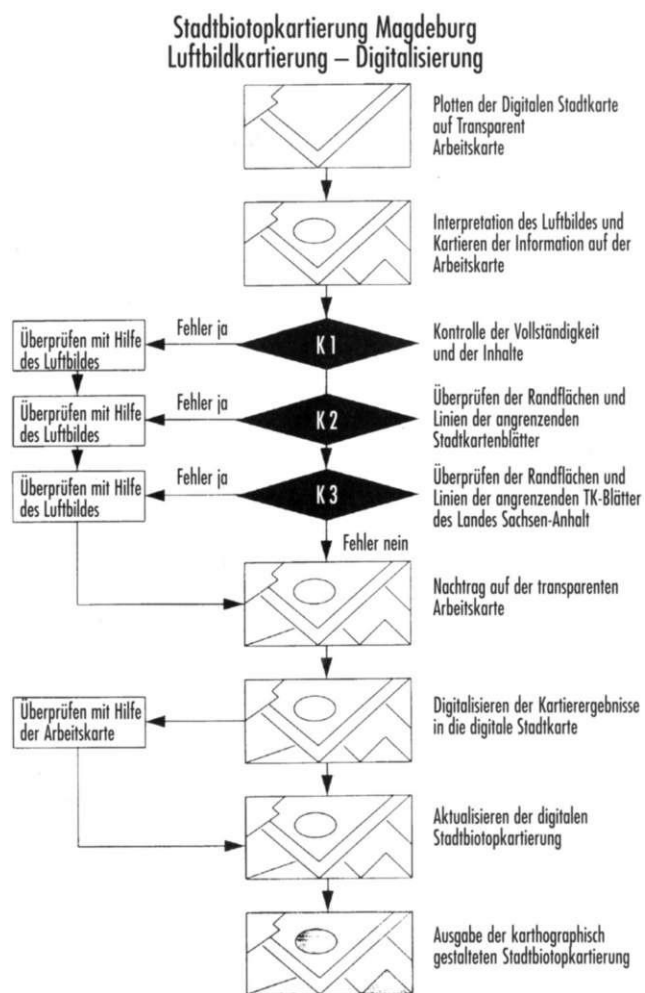 Stadtbiotopkartierung Magdeburg
Luftbildkartierung – Digitalisierung
Plotten der Digitalen Stadtkarte
auf Transparent
Arbeitskarte
Interpretation des Luftbildes und
Kartieren der Information auf der
Arbeitskarte
Überprüfen mit Hilfe
des Luftbildes
Fehler ja
K 1
Kontrolle der Vollständigkeit
und der Inhalte
Überprüfen mit Hilfe
des Luftbildes
Fehler ja
K 2
Überprüfen der Randflächen und
Linien der angrenzenden
Stadtkartenblätter
Überprüfen mit Hilfe
des Luftbildes
Fehler ja
K 3
Überprüfen der Randflächen und
Linien der angrenzenden TK-Blätter
des Landes Sachsen-Anhalt
Fehler nein
Nachtrag auf der transparenten
Arbeitskarte
Überprüfen mit Hilfe
der Arbeitskarte
Digitalisieren der Kartierergebnisse
in die digitale Stadtkarte
Aktualisieren der digitalen
Stadtbiotopkartierung
Ausgabe der karthographisch
gestalteten Stadtbiotopkartierung